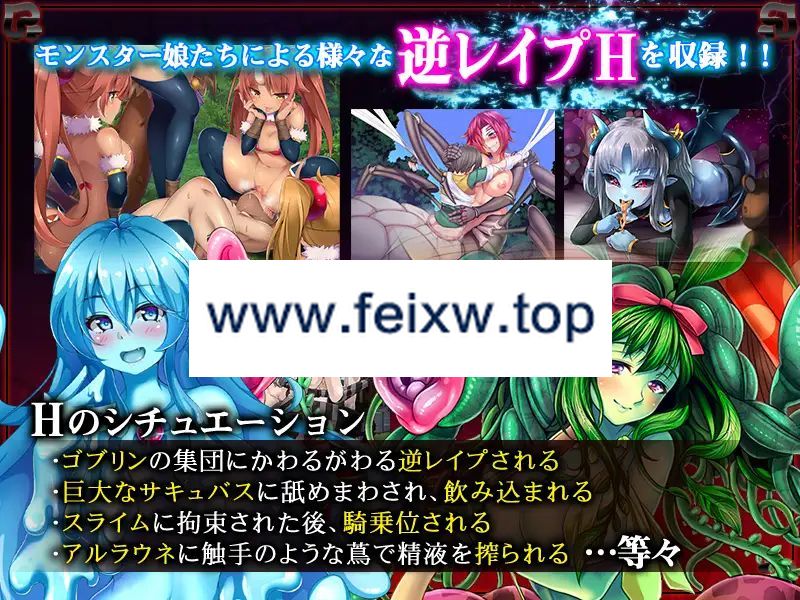 モンスター娘たちによる様々な逆レイプHを収録!!
www.feixw.top
Hのシチュエーション
・ゴブリンの集団にかわるがわる逆レイプされる
・巨大なサキュバスに舐めまわされ、飲み込まれる
・スライムに拘束された後、騎乗位される
・アルラウネに触手のような蔦で精液を搾られる …等々